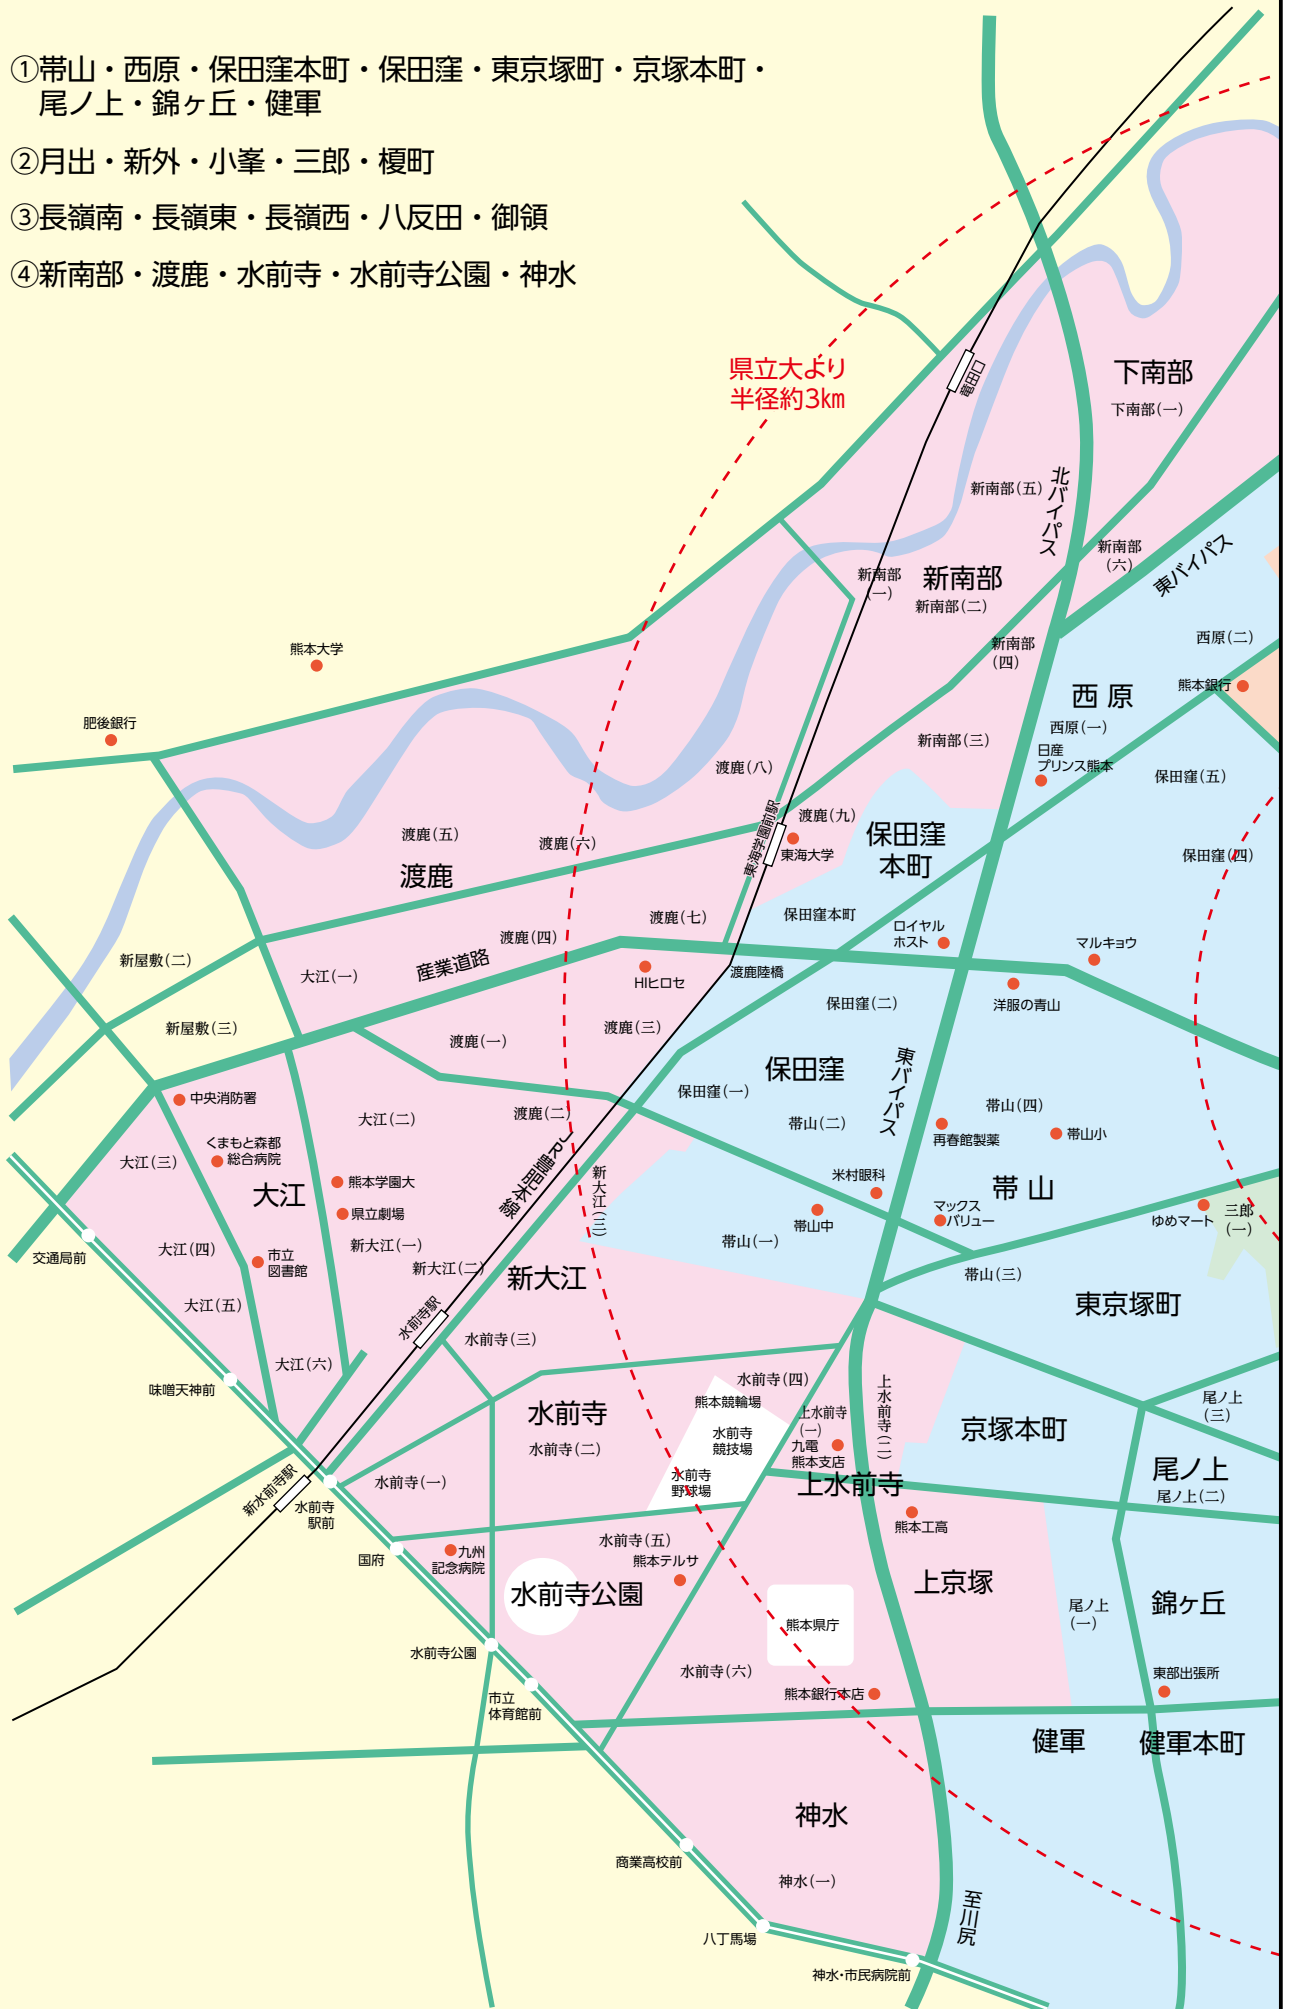 ①帯山・西原・保田窪本町・保田窪・東京塚町・京塚本町・
尾ノ上・錦ヶ丘・健軍
②月出・新外・小峯・三郎・榎町
③長嶺南・長嶺東・長嶺西・八反田・御領
④新南部・渡鹿・水前寺・水前寺公園・神水
県立大より
半径約3㎞
竜田口
下南部
下南部(一)
新南部(五)
北バイパス
新南部
(六)
東バイパス
新南部
(一)
新南部
新南部(二)
新南部
(四)
西原(二)
熊本銀行
熊本大学
肥後銀行
西 原
西原(一)
新南部(三)
日産
プリンス熊本
保田窪(五)
渡鹿(八)
渡鹿(九)
東海学園前駅
東海大学
保田窪
本町
保田窪(四)
渡鹿(五)
渡鹿(六)
渡鹿
渡鹿(七)
保田窪本町
ロイヤル
ホスト
マルキョウ
渡鹿(四)
産業道路
新屋敷(二)
大江(一)
HIヒロセ
渡鹿陸橋
洋服の青山
保田窪(二)
新屋敷(三)
渡鹿(一)
渡鹿(三)
保田窪
東バイパス
保田窪(一)
中央消防署
大江(二)
渡鹿(二)
帯山(二)
帯山(四)
再春館製薬
帯山小
くまもと森都
総合病院
大江(三)
JR豊肥本線
新大江(三)
大江
熊本学園大
県立劇場
米村眼科
帯山中
帯 山
マックス
バリュー
ゆめマート
三郎
(一)
交通局前
大江(四)
市立
図書館
新大江(一)
新大江(二)
帯山(一)
帯山(三)
新大江
大江(五)
東京塚町
水前寺駅
水前寺(三)
大江(六)
味噌天神前
水前寺(四)
熊本競輪場
上水前寺(二)
尾ノ上
(三)
水前寺
水前寺(二)
水前寺
競技場
上水前寺
(一)
九電
熊本支店
京塚本町
尾ノ上
尾ノ上(二)
新水前寺駅
水前寺(一)
水前寺
野球場
上水前寺
水前寺
駅前
熊本工高
国府
九州
記念病院
水前寺(五)
熊本テルサ
上京塚
水前寺公園
尾ノ上
(一)
錦ヶ丘
熊本県庁
水前寺公園
水前寺(六)
東部出張所
市立
体育館前
熊本銀行本店
健軍
健軍本町
神水
商業高校前
神水(一)
至川尻
八丁馬場
神水・市民病院前